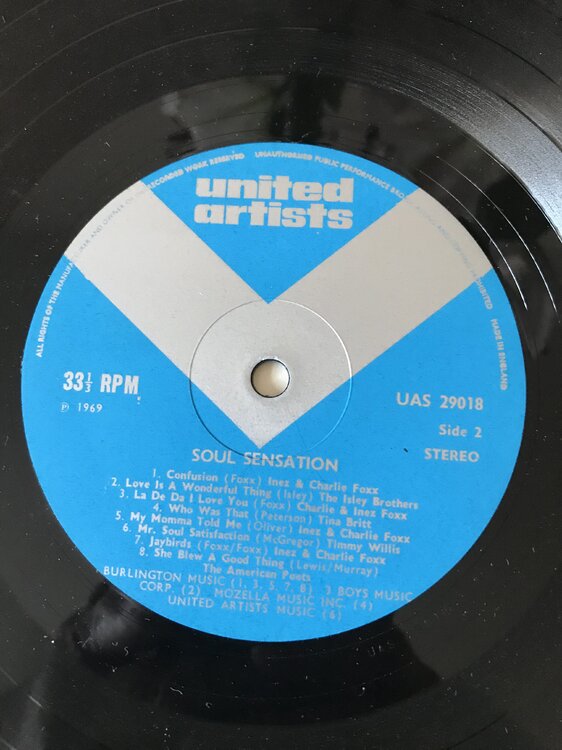 ALL RIGHTS OF THE MANUFACTURER AND OWNER OF THE RECORDED WORK RESERVED UNAUTHORISED PUBLIC PERFORMANCE BROADCASTING AND COPYING PROHIBITED MADE IN ENGLAND
united
artists
33 1/3 RPM
Ⓟ 1969
UAS 29018
Side 2
STEREO
SOUL SENSATION
1. Confusion (Foxx) Inez & Charlie Foxx
2. Love Is A Wonderful Thing (Isley) The Isley Brothers
3. La De Da I Love You (Foxx) Charlie & Inez Foxx
4. Who Was That (Peterson) Tina Britt
5. My Momma Told Me (Oliver) Inez & Charlie Foxx
6. Mr. Soul Satisfaction (McGregor) Timmy Willis
7. Jaybirds (Foxx/Foxx) Inez & Charlie Foxx
8. She Blew A Good Thing (Lewis/Murray)
The American Poets
BURLINGTON MUSIC (1, 3, 5, 7, 8) 3 BOYS MUSIC
CORP. (2) MOZELLA MUSIC INC. (4)
UNITED ARTISTS MUSIC (6)